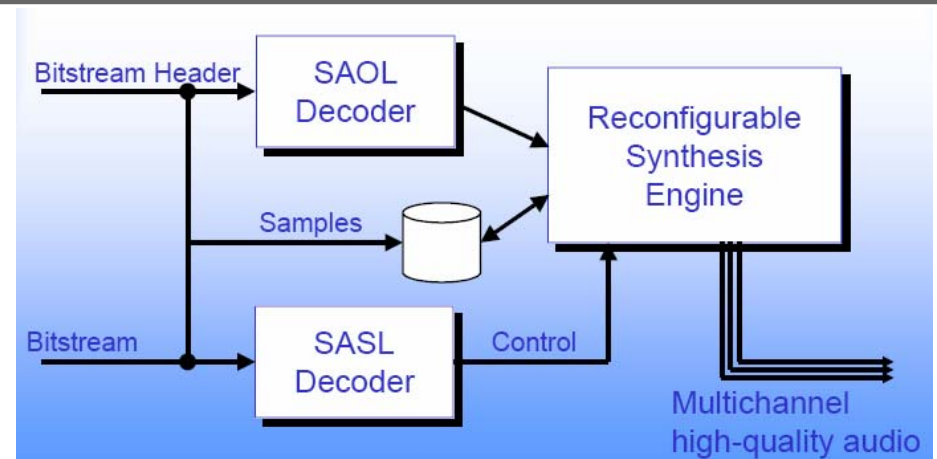 Bitstream Header
SAOL
Decoder
Reconfigurable
Synthesis
Engine
Samples
Bitstream
SASL
Decoder
Control
Multichannel
high-quality audio